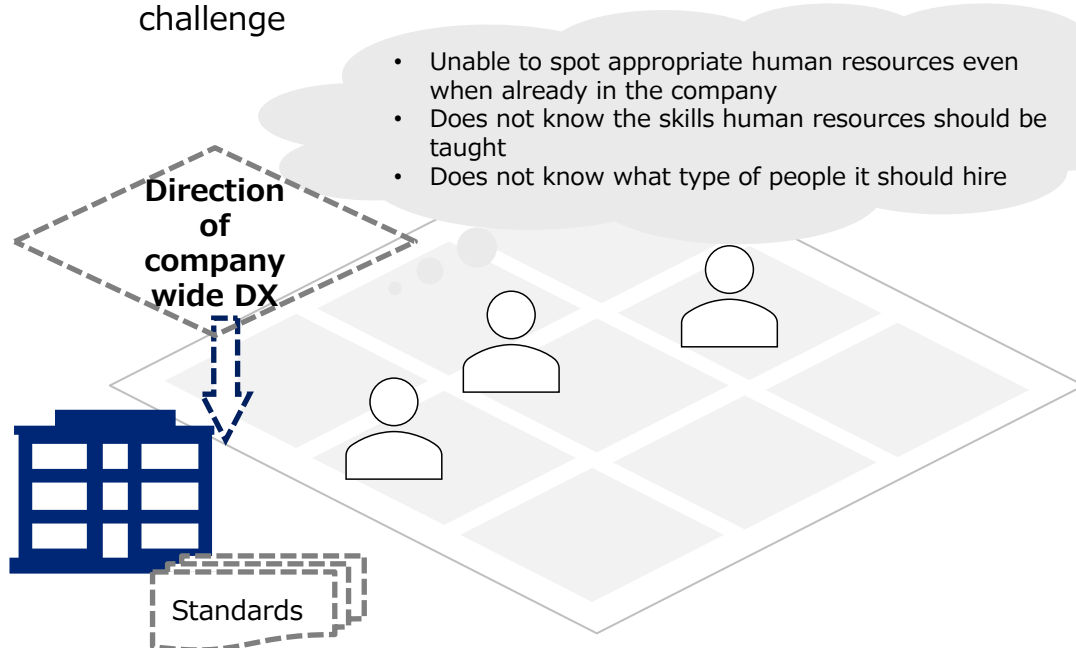 challenge
• Unable to spot appropriate human resources even
when already in the company
• Does not know the skills human resources should be
taught
• Does not know what type of people it should hire
Direction
of
company
wide DX
Standards